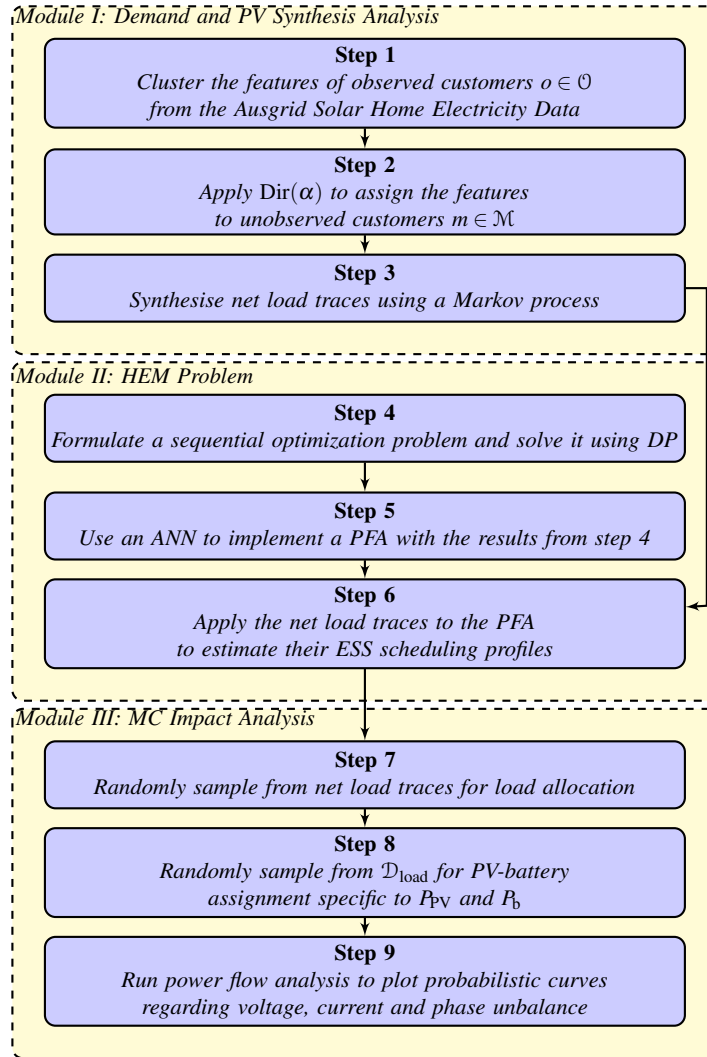 Module I: Demand and PV Synthesis Analysis
Step 1
Cluster the features of observed customers o ∈ 𝒪
from the Ausgrid Solar Home Electricity Data
Step 2
Apply Dir(α) to assign the features
to unobserved customers m ∈ ℳ
Step 3
Synthesise net load traces using a Markov process
Module II: HEM Problem
Step 4
Formulate a sequential optimization problem and solve it using DP
Step 5
Use an ANN to implement a PFA with the results from step 4
Step 6
Apply the net load traces to the PFA
to estimate their ESS scheduling profiles
Module III: MC Impact Analysis
Step 7
Randomly sample from net load traces for load allocation
Step 8
Randomly sample from 𝒟load for PV-battery
assignment specific to PPV and Pb
Step 9
Run power flow analysis to plot probabilistic curves
regarding voltage, current and phase unbalance